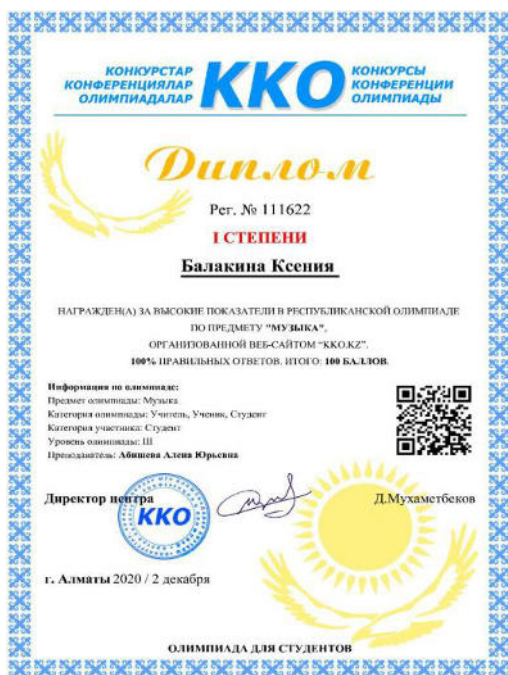 КОНКУРСТАР
КОНФЕРЕНЦИЯЛАР
ОЛИМПИАДАЛАР
ККО
КОНКУРСЫ
КОНФЕРЕНЦИИ
ОЛИМПИАДЫ
Диплом
Рег. № 111622
I СТЕПЕНИ
Балакина Ксения
НАГРАЖДЕН(А) ЗА ВЫСОКИЕ ПОКАЗАТЕЛИ В РЕСПУБЛИКАНСКОЙ ОЛИМПИАДЕ
ПО ПРЕДМЕТУ "МУЗЫКА",
ОРГАНИЗОВАННОЙ ВЕБ-САЙТОМ "KKO.KZ".
100% ПРАВИЛЬНЫХ ОТВЕТОВ. ИТОГО: 100 БАЛЛОВ.
Информация по олимпиаде:
Предмет олимпиады: Музыка
Категория олимпиады: Учитель, Ученик, Студент
Категория участника: Студент
Уровень олимпиады: III
Преподаватель: Абишева Алена Юрьевна
Директор центра
Д.Мухаметбеков
ККО
г. Алматы 2020 / 2 декабря
ОЛИМПИАДА ДЛЯ СТУДЕНТОВ